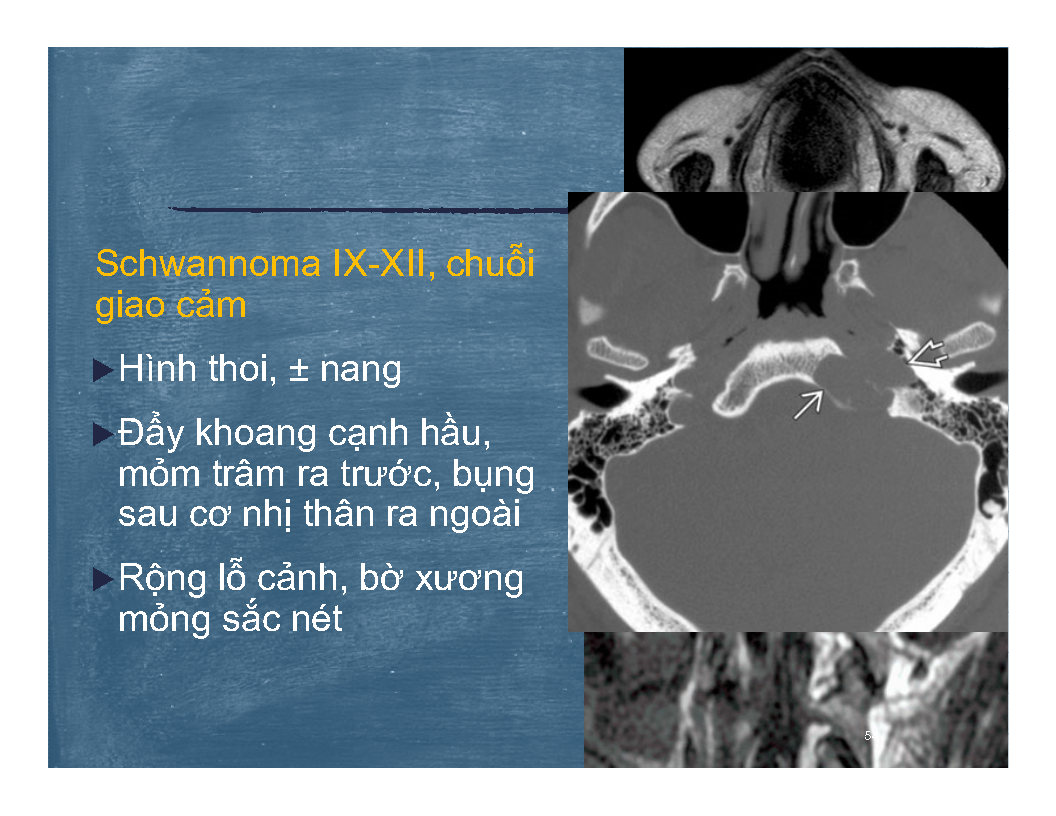 Schwannoma IX-XII, chuỗi
giao cảm
▶Hình thoi, ± nang
▶Đẩy khoang cạnh hầu,
mỏm trâm ra trước, bụng
sau cơ nhị thân ra ngoài
▶Rộng lỗ cảnh, bờ xương
mỏng sắc nét